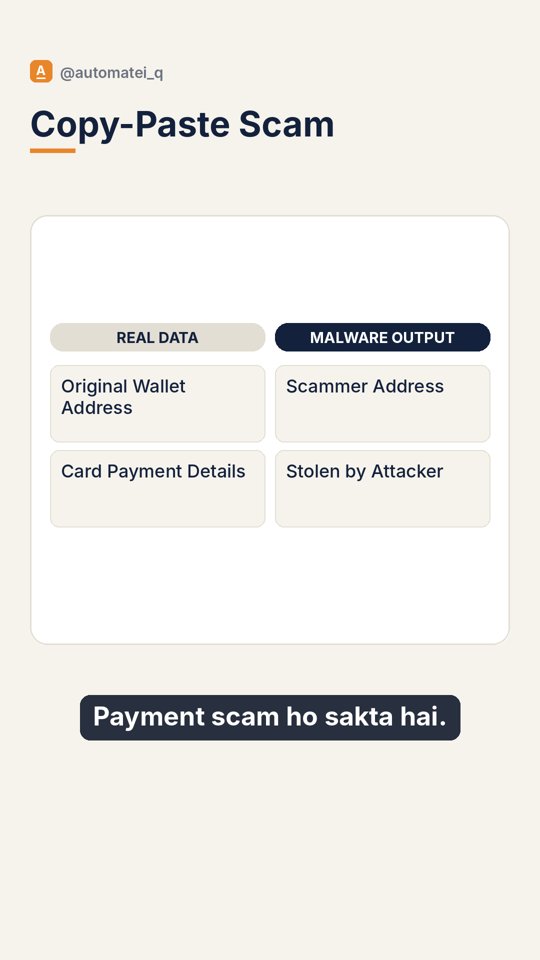 A
@automatei_q
Copy-Paste Scam
REAL DATA
MALWARE OUTPUT
Original Wallet
Address
Scammer Address
Card Payment Details
Stolen by Attacker
Payment scam ho sakta hai.